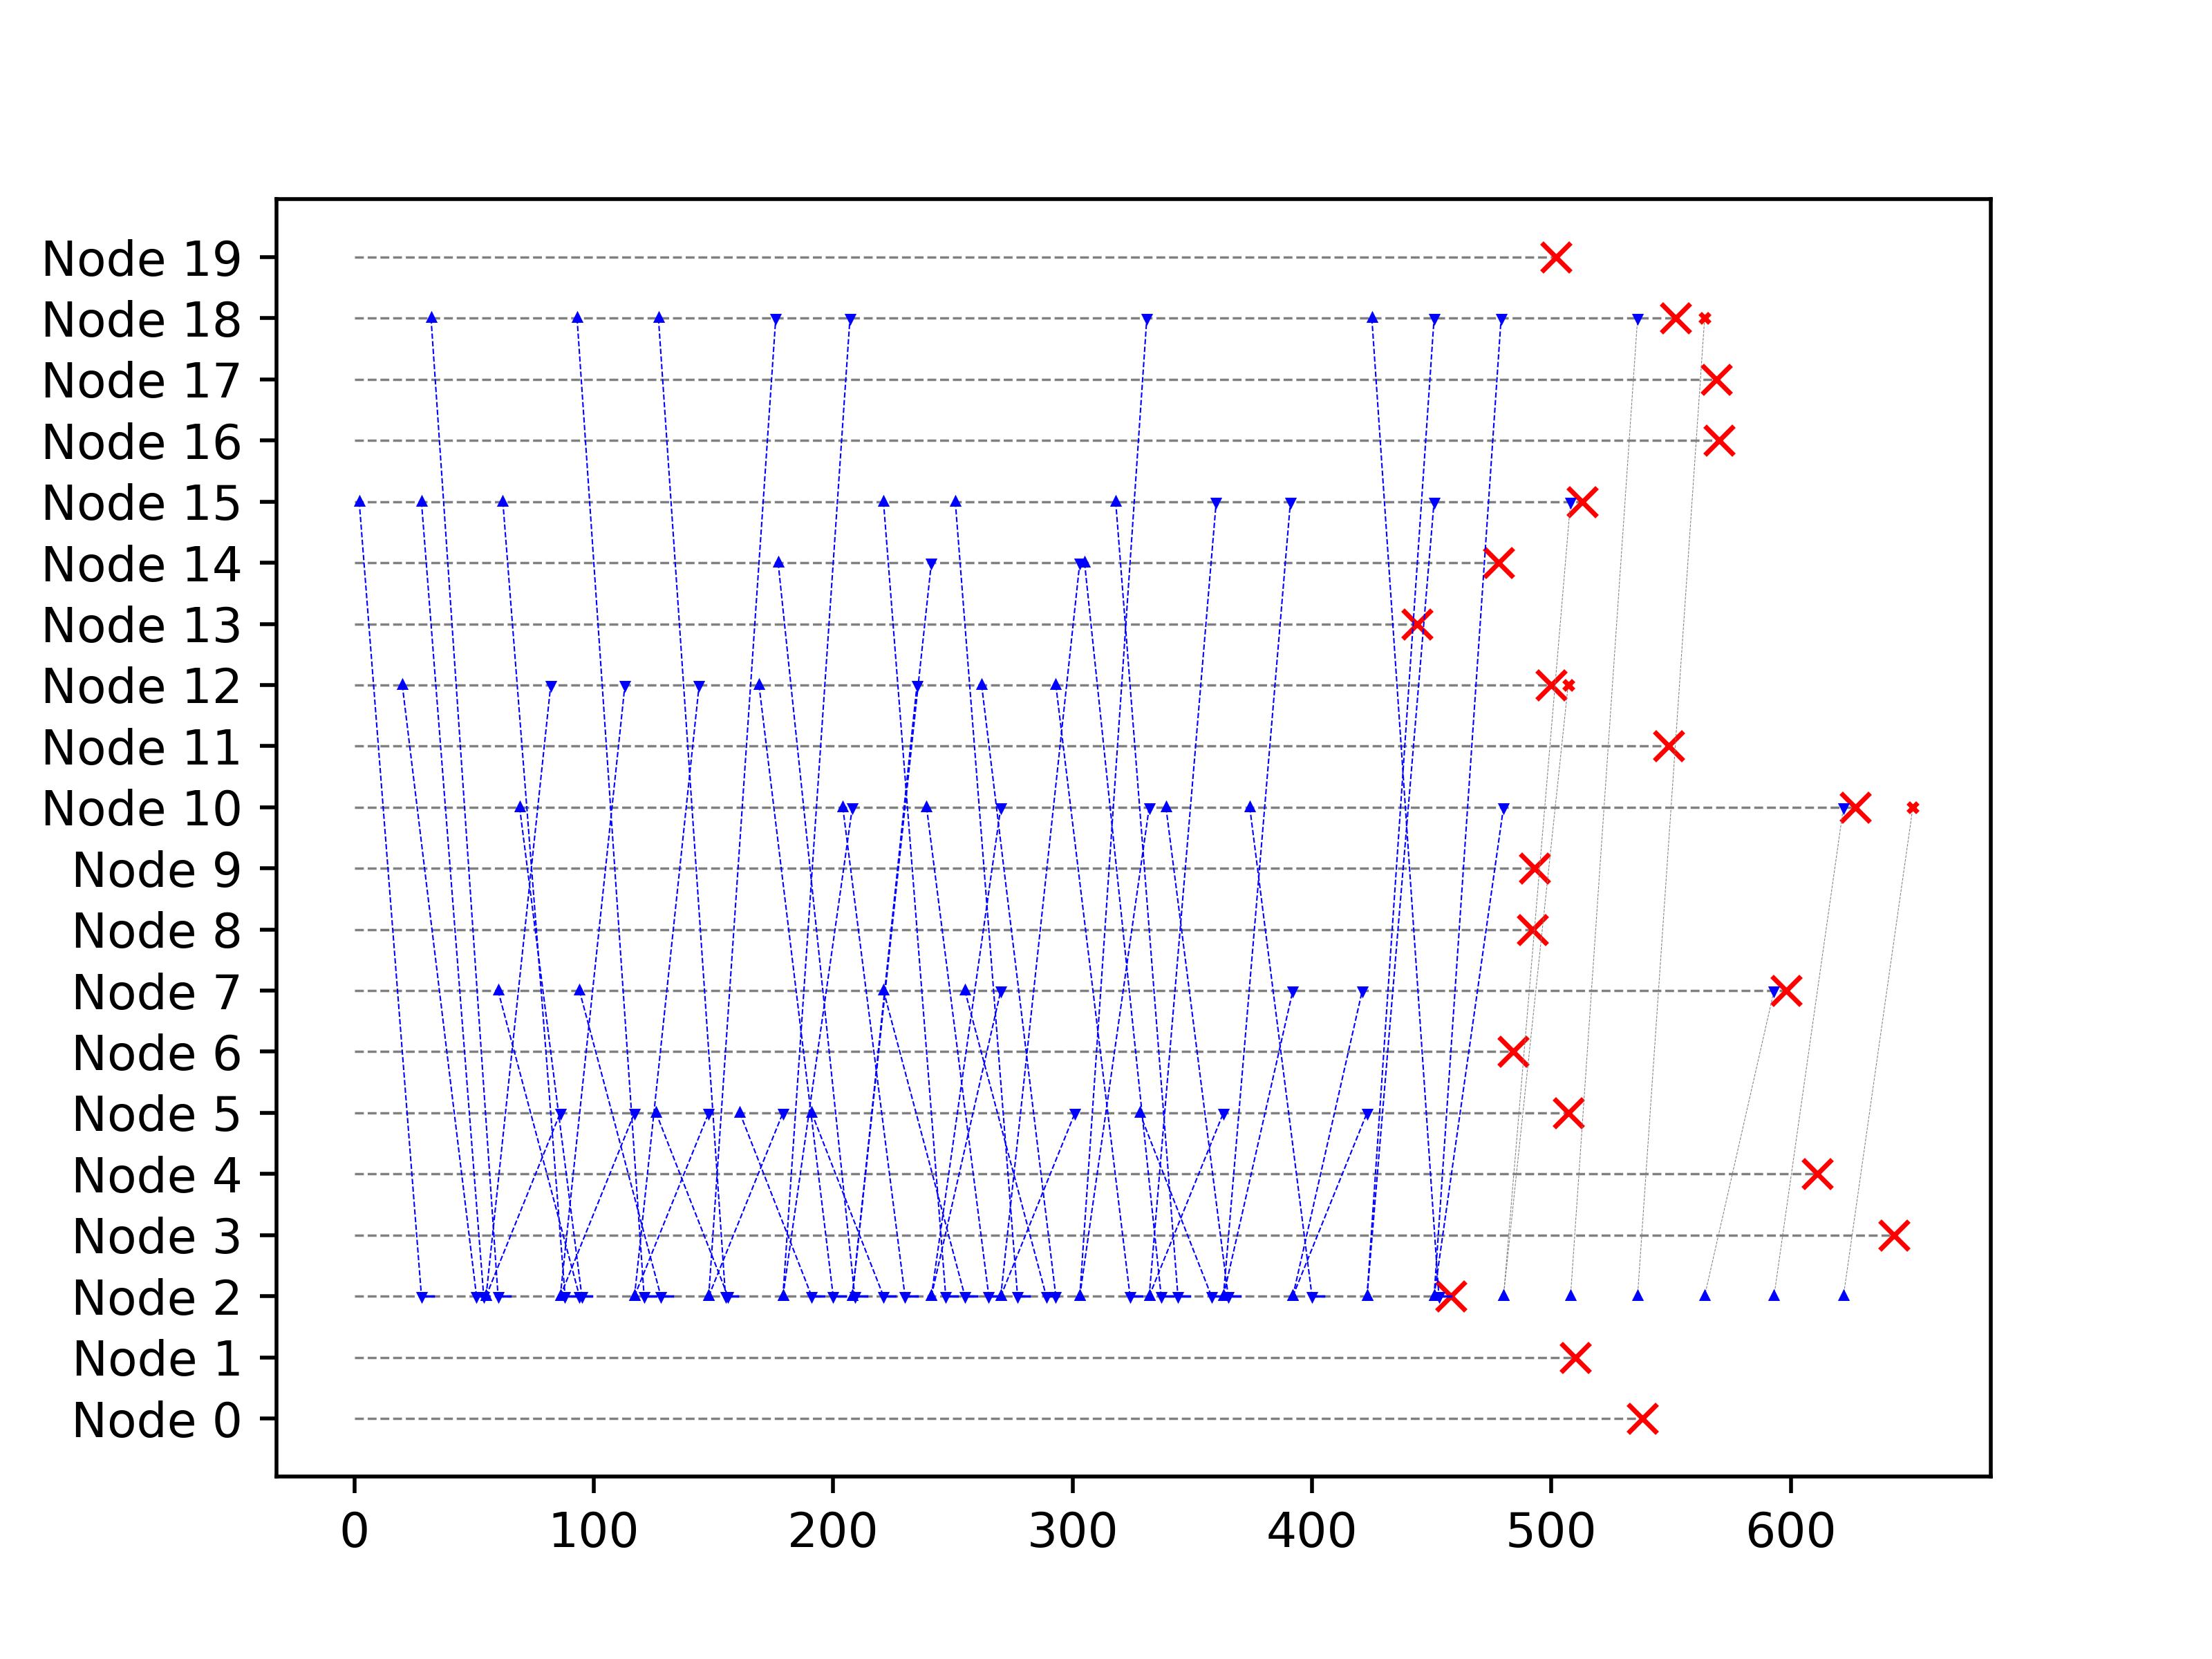 Node 19
Node 18
Node 17
Node 16
Node 15
Node 14
Node 13
Node 12
Node 11
Node 10
Node 9
Node 8
Node 7
Node 6
Node 5
Node 4
Node 3
Node 2
Node 1
Node 0
0 100 200 300 400 500 600